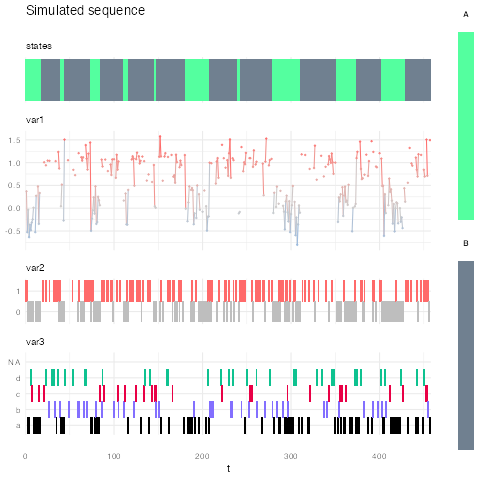 Simulated sequence
A
states
var1
1.5
1.0
0.5
0.0
-0.5
B
var2
1
0
var3
NA
d
c
b
a
0 100 200 300 400
t